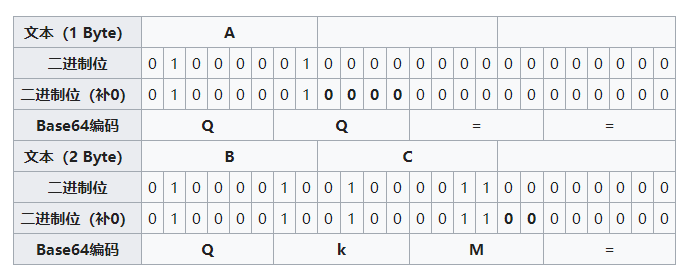 文本（1 Byte） A
二进制位 0 1 0 0 0 0 0 1 0 0 0 0 0 0 0 0 0 0 0 0 0 0 0 0
二进制位（补0） 0 1 0 0 0 0 0 1 0 0 0 0 0 0 0 0 0 0 0 0 0 0 0 0
Base64编码 Q Q = =
文本（2 Byte） B C
二进制位 0 1 0 0 0 0 1 0 0 1 0 0 0 0 1 1 0 0 0 0 0 0 0 0
二进制位（补0） 0 1 0 0 0 0 1 0 0 1 0 0 0 0 1 1 0 0 0 0 0 0 0 0
Base64编码 Q k M =